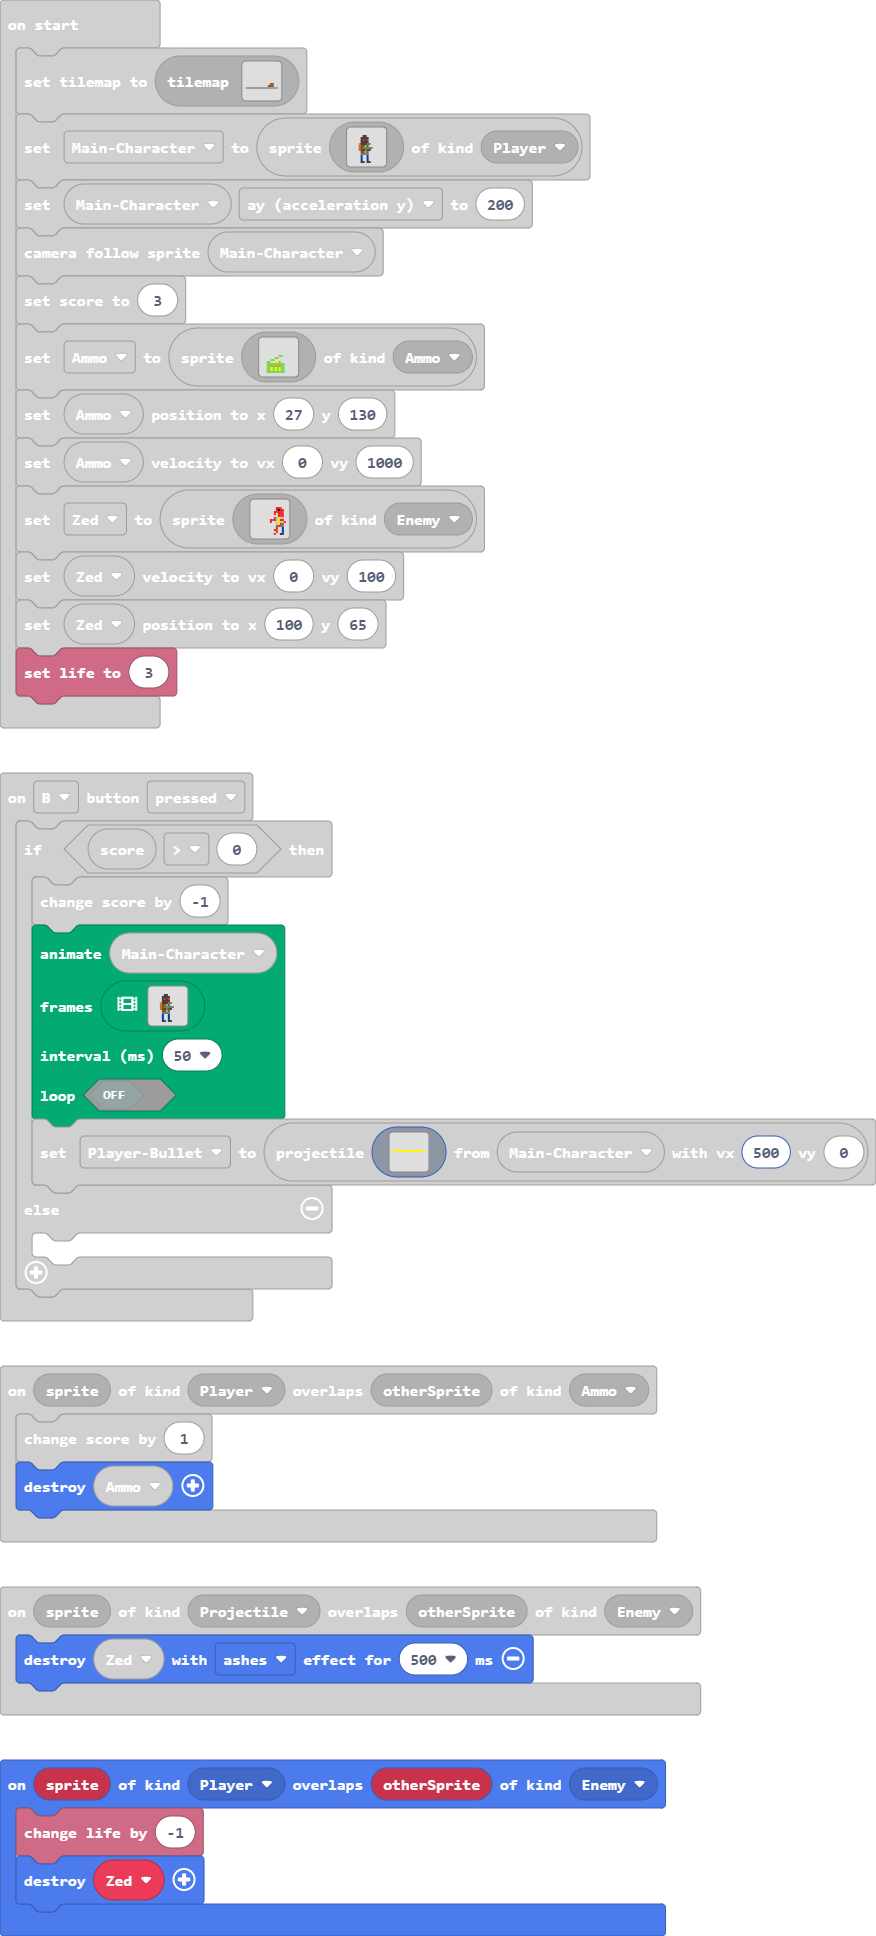 on start
set tilemap to tilemap
set Main-Character to sprite of kind Player
set Main-Character ay (acceleration y) to 200
camera follow sprite Main-Character
set score to 3
set Ammo to sprite of kind Ammo
set Ammo position to x 27 y 130
set Ammo velocity to vx 0 vy 1000
set Zed to sprite of kind Enemy
set Zed velocity to vx 0 vy 100
set Zed position to x 100 y 65
set life to 3
on B button pressed
if score > 0 then
change score by -1
animate Main-Character
frames
interval (ms) 50
loop OFF
set Player-Bullet to projectile from Main-Character with vx 500 vy 0
else
on sprite of kind Player overlaps otherSprite of kind Ammo
change score by 1
destroy Ammo
on sprite of kind Projectile overlaps otherSprite of kind Enemy
destroy Zed with ashes effect for 500 ms
on sprite of kind Player overlaps otherSprite of kind Enemy
change life by -1
destroy Zed